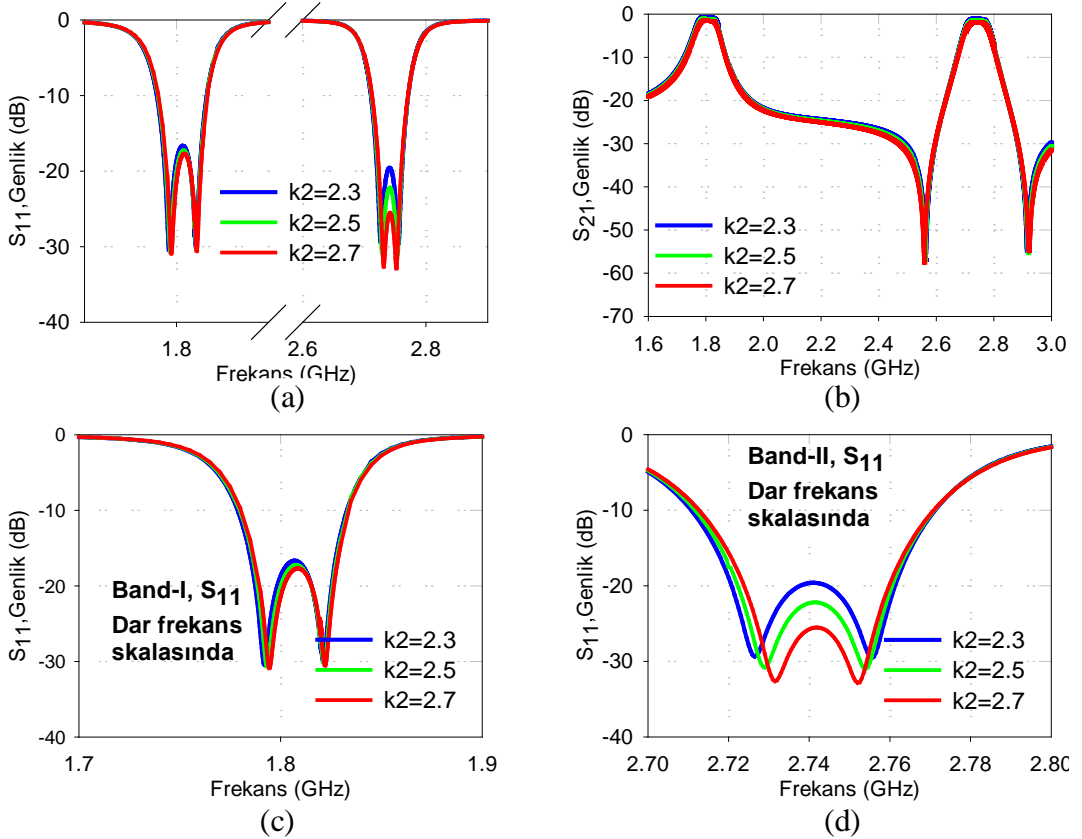 0
-10
-20
-30
-40
S11,Genlik (dB)
k2=2.3
k2=2.5
k2=2.7
1.8
2.6
2.8
Frekans (GHz)
(a)
0
-10
-20
-30
-40
-50
-60
-70
S21,Genlik (dB)
k2=2.3
k2=2.5
k2=2.7
1.6
1.8
2.0
2.2
2.4
2.6
2.8
3.0
Frekans (GHz)
(b)
0
-10
-20
-30
-40
S11,Genlik (dB)
Band-I, S11
Dar frekans
skalasında
k2=2.3
k2=2.5
k2=2.7
1.7
1.8
1.9
Frekans (GHz)
(c)
0
-10
-20
-30
-40
S11,Genlik (dB)
Band-II, S11
Dar frekans
skalasında
k2=2.3
k2=2.5
k2=2.7
2.70
2.72
2.74
2.76
2.78
2.80
Frekans (GHz)
(d)